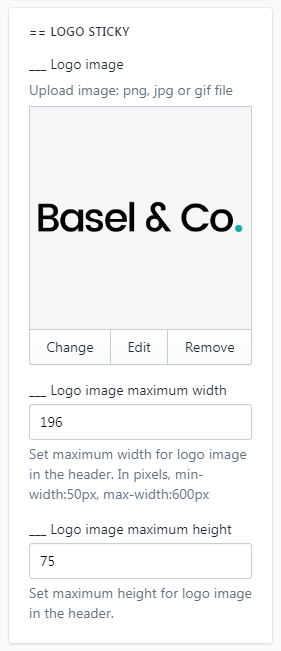 == LOGO STICKY
___ Logo image
Upload image: png, jpg or gif file
Basel & Co.
Change Edit Remove
___ Logo image maximum width
196
Set maximum width for logo image
in the header. In pixels, min-
width:50px, max-width:600px
___ Logo image maximum height
75
Set maximum height for logo image
in the header.